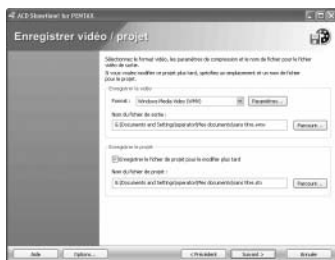 ACD Showtime! for PENTAX
Enregistrer vidéo / projet
Sélectionnez le format vidéo, les paramètres de compression et le nom de fichier pour le fichier
vidéo de sortie.
Si vous voulez modifier ce projet plus tard, spécifiez un emplacement et un nom de fichier
pour le projet.
Enregistrer la vidéo
Format : Windows Media Video (WMV) Paramètres...
Nom du fichier de sortie :
Parcourir...
Enregistrer le projet
Enregistrer le fichier de projet pour le modifier plus tard
Nom du fichier de projet :
Parcourir...
Aide Options... < Précédent Suivant > Annuler